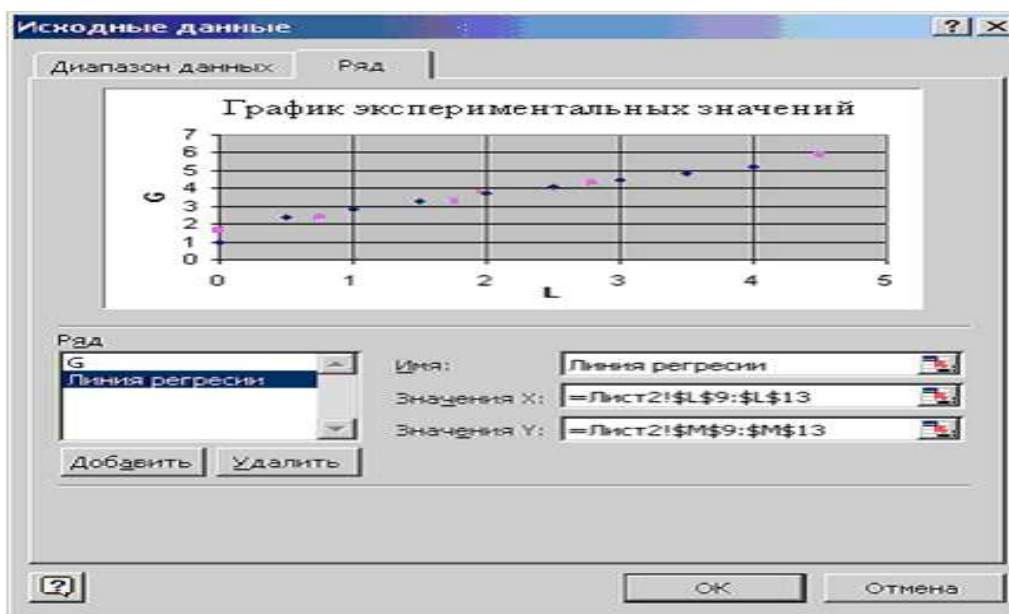 Исходные данные
Диапазон данных Ряд
График экспериментальных значений
7
6
5
4
3
2
1
0
G
0 1 2 3 4 5
L
Ряд
G
Линия регресии
Имя: Линия регресии
Значения X: =Лист2!$L$9:$L$13
Значения Y: =Лист2!$M$9:$M$13
Добавить Удалить
ОК Отмена